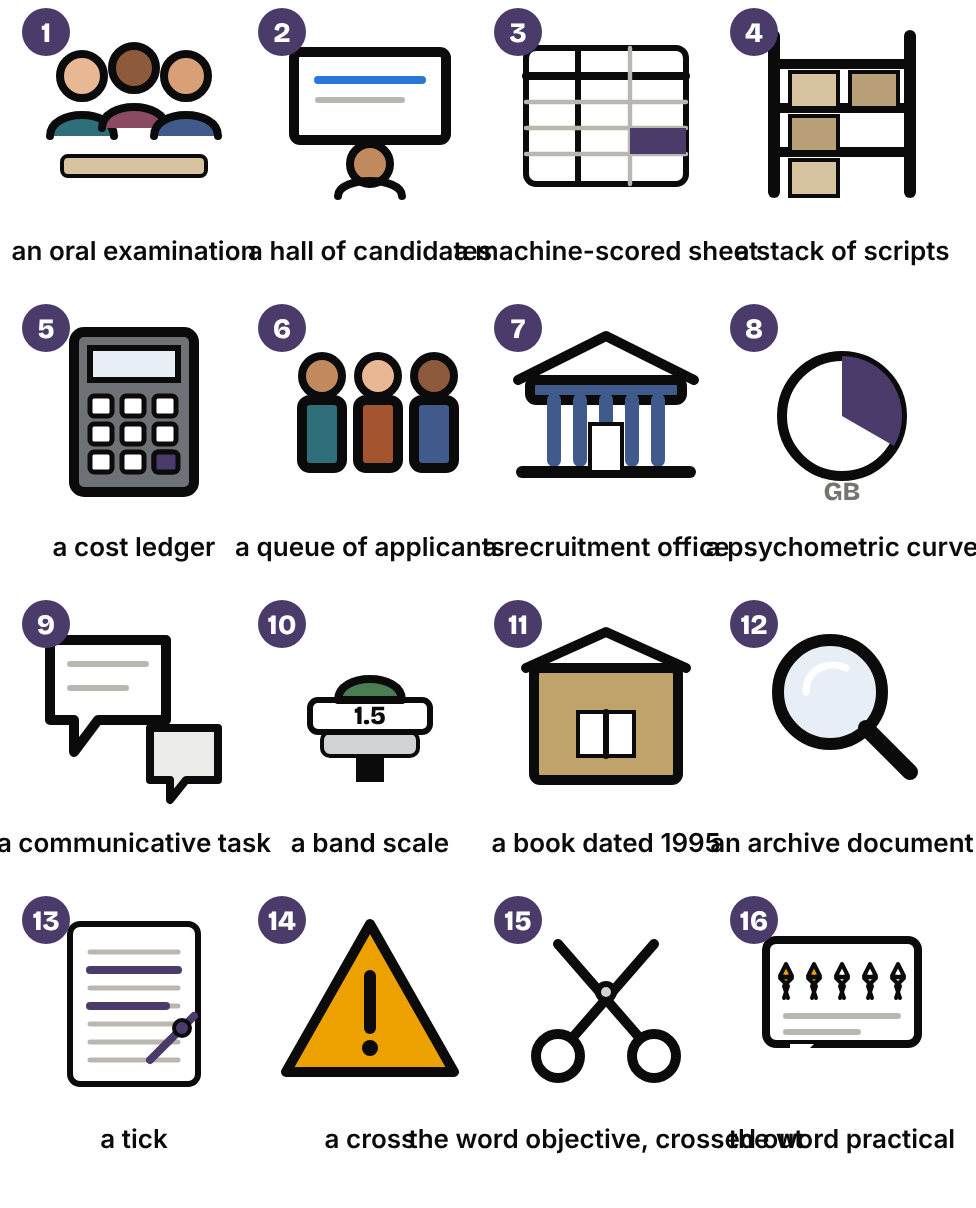 1
2
3
4
an oral examination
a hall of candidates
a machine-scored sheet
a stack of scripts
5
6
7
8
GB
a cost ledger
a queue of applicants
a recruitment office
a psychometric curve
9
10
11
12
1.5
a communicative task
a band scale
a book dated 1995
an archive document
13
14
15
16
a tick
a cross
the word objective, crossed out
the word practical